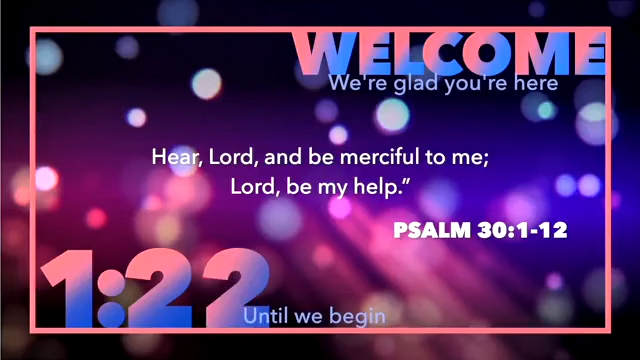 WELCOME
We're glad you're here
Hear, Lord, and be merciful to me;
Lord, be my help.”
PSALM 30:1-12
1:22
Until we begin